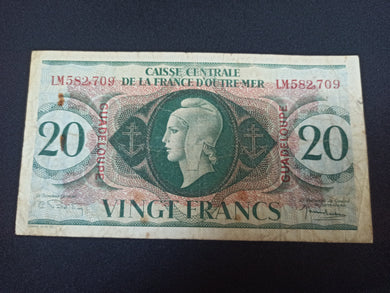 CAISSE CENTRALE
DE LA FRANCE D'OUTRE-MER
LM582,709
LM582,709
GUADELOUPE
GUADELOUPE
20
20
VINGT FRANCS